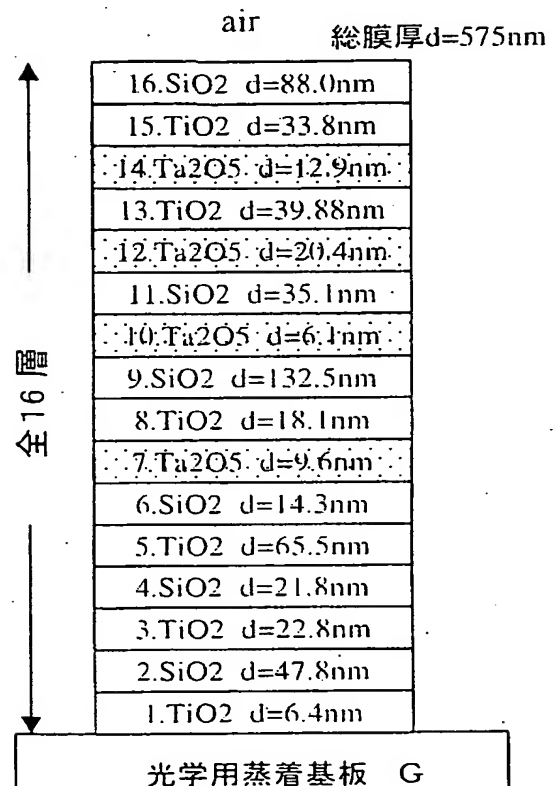 air
総膜厚d=575nm
16.SiO2 d=88.0nm
15.TiO2 d=33.8nm
14.Ta2O5 d=12.9nm
13.TiO2 d=39.88nm
12.Ta2O5 d=20.4nm
11.SiO2 d=35.1nm
10.Ta2O5 d=6.1nm
9.SiO2 d=132.5nm
8.TiO2 d=18.1nm
7.Ta2O5 d=9.6nm
6.SiO2 d=14.3nm
5.TiO2 d=65.5nm
4.SiO2 d=21.8nm
3.TiO2 d=22.8nm
2.SiO2 d=47.8nm
1.TiO2 d=6.4nm
全16層
光学用蒸着基板 G